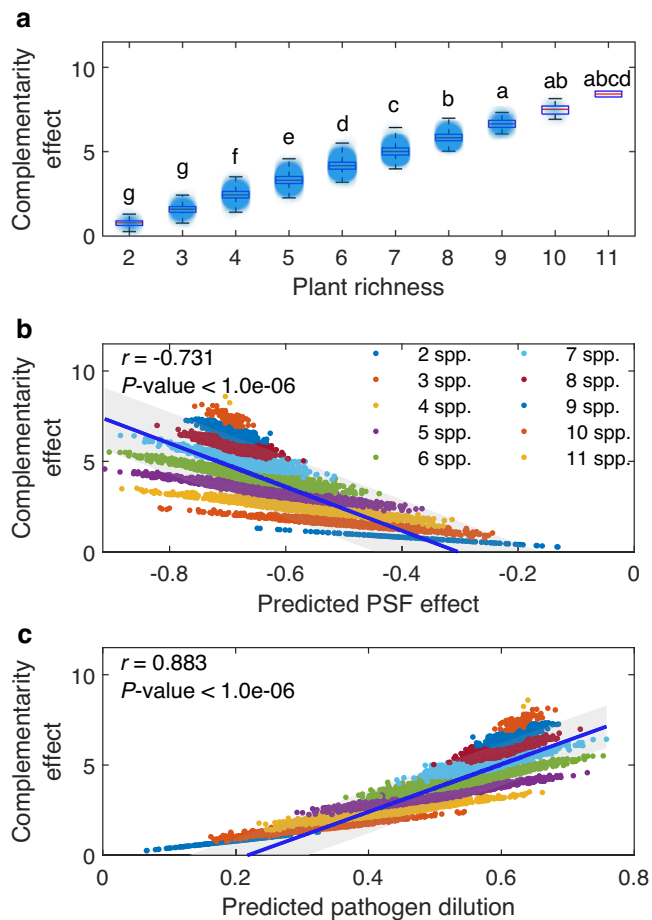 a
10
5
0
Complementarity
effect
g
g
f
e
d
c
b
a
ab
abcd
2 3 4 5 6 7 8 9 10 11
Plant richness
b
10
5
0
Complementarity
effect
r = -0.731
P-value < 1.0e-06
2 spp.
3 spp.
4 spp.
5 spp.
6 spp.
7 spp.
8 spp.
9 spp.
10 spp.
11 spp.
-0.8 -0.6 -0.4 -0.2 0
Predicted PSF effect
c
10
5
0
Complementarity
effect
r = 0.883
P-value < 1.0e-06
0 0.2 0.4 0.6 0.8
Predicted pathogen dilution